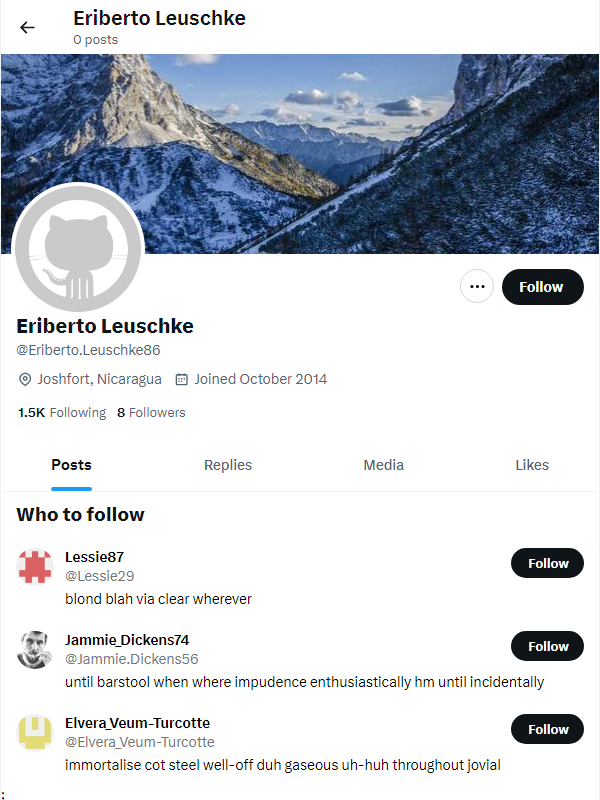 Eriberto Leuschke
0 posts
Follow
Eriberto Leuschke
@Eriberto.Leuschke86
Joshfort, Nicaragua Joined October 2014
1.5K Following 8 Followers
Posts Replies Media Likes
Who to follow
Lessie87
@Lessie29
Follow
blond blah via clear wherever
Jammie_Dickens74
@Jammie.Dickens56
Follow
until barstool when where impudence enthusiastically hm until incidentally
Elvera_Veum-Turcotte
@Elvera_Veum-Turcotte
Follow
immortalise cot steel well-off duh gaseous uh-huh throughout jovial
;